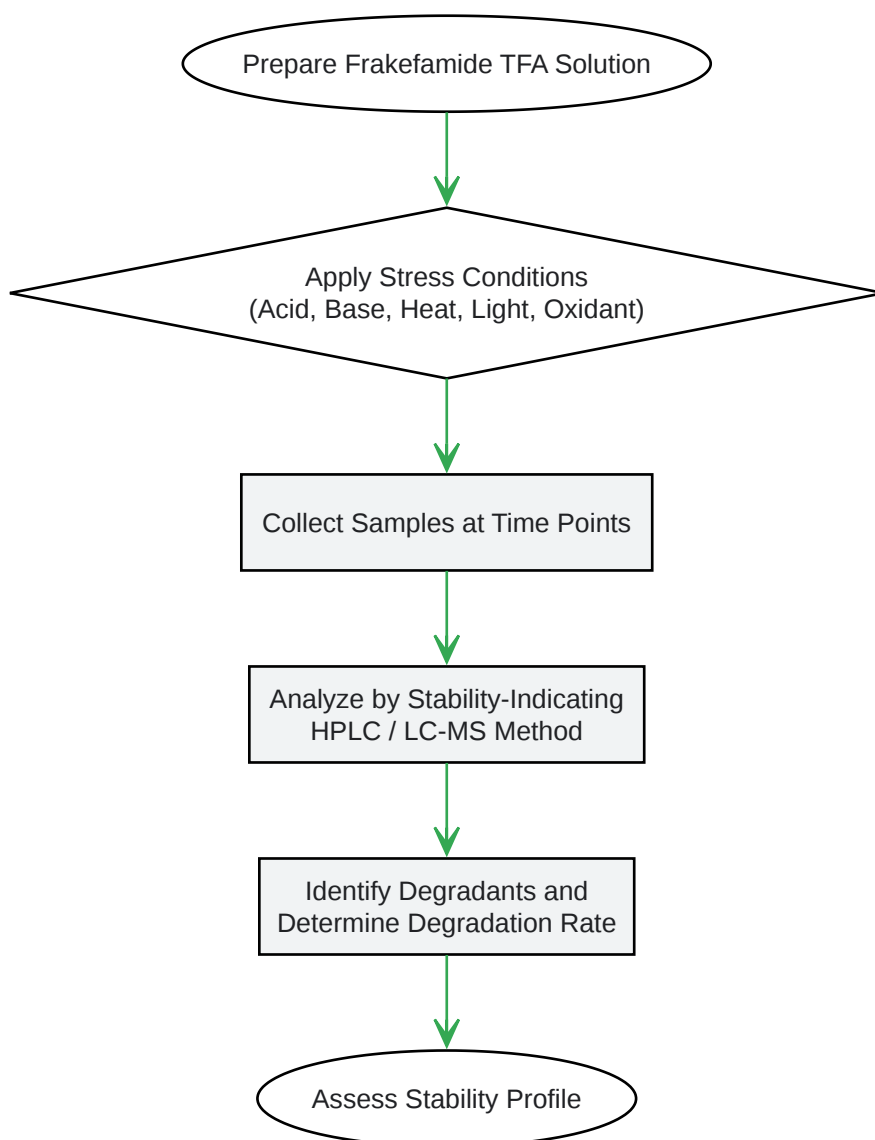 Prepare Frakefamide TFA Solution
Apply Stress Conditions
(Acid, Base, Heat, Light, Oxidant)
Collect Samples at Time Points
Analyze by Stability-Indicating
HPLC / LC-MS Method
Identify Degradants and
Determine Degradation Rate
Assess Stability Profile